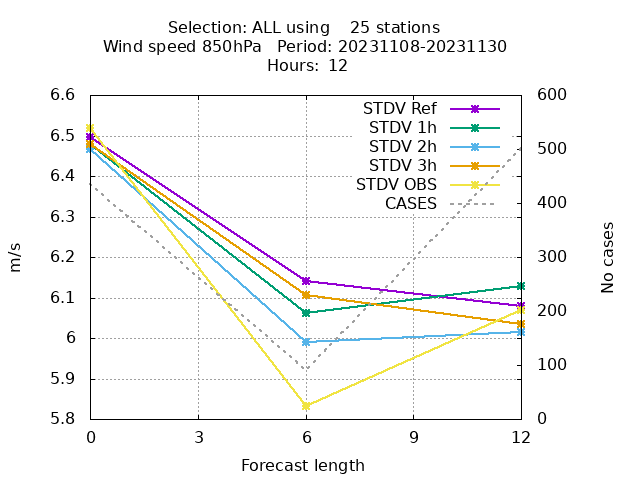 Selection: ALL using    25 stations
Wind speed 850hPa   Period: 20231108-20231130
Hours:  12
STDV Ref
STDV 1h
STDV 2h
STDV 3h
STDV OBS
CASES
6.6
6.5
6.4
6.3
6.2
6.1
6
5.9
5.8
600
500
400
300
200
100
0
0 3 6 9 12
m/s
No cases
Forecast length